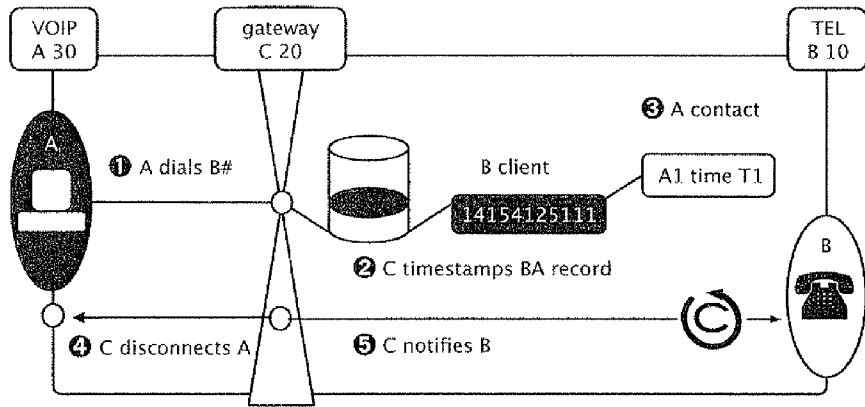 VOIP
A 30
gateway
C 20
TEL
B 10
❸ A contact
A
❶ A dials B#
B client
A1 time T1
14154125111
B
❷ C timestamps BA record
C
❹ C disconnects A
❺ C notifies B